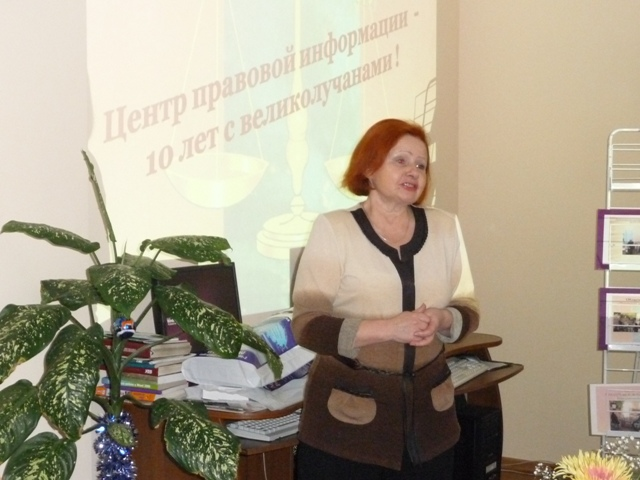 Центр правовой информации -
10 лет с великолучанами!